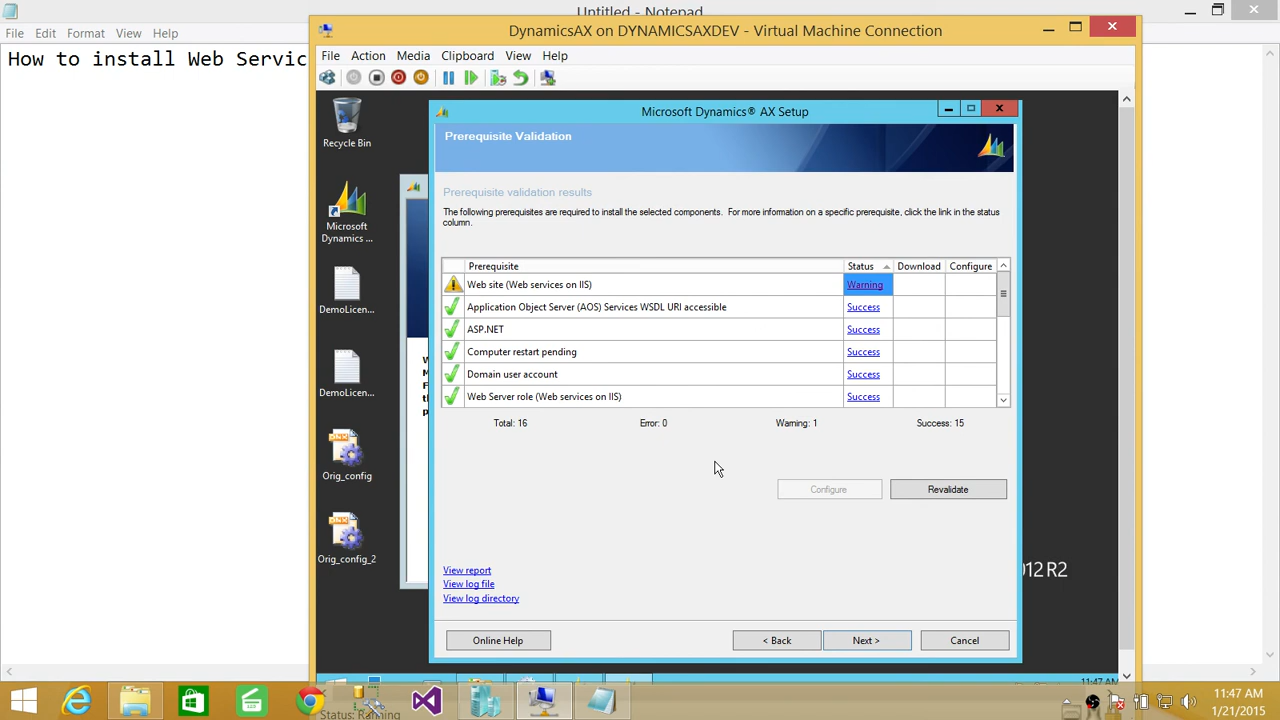 Untitled - Notepad
File Edit Format View Help
How to install Web Servic
DynamicsAX on DYNAMICSAXDEV - Virtual Machine Connection
File Action Media Clipboard View Help
Recycle Bin
Microsoft
Dynamics ...
DemoLicen...
DemoLicen...
Orig_config
Orig_config_2
Microsoft Dynamics® AX Setup
Prerequisite Validation
Prerequisite validation results
The following prerequisites are required to install the selected components. For more information on a specific prerequisite, click the link in the status
column.
Prerequisite Status Download Configure
Web site (Web services on IIS) Warning
Application Object Server (AOS) Services WSDL URI accessible Success
ASP.NET Success
Computer restart pending Success
Domain user account Success
Web Server role (Web services on IIS) Success
Total: 16 Error: 0 Warning: 1 Success: 15
Configure Revalidate
View report
View log file
View log directory
Online Help < Back Next > Cancel
012 R2
11:47 AM
Status: Running
11:47 AM
1/21/2015